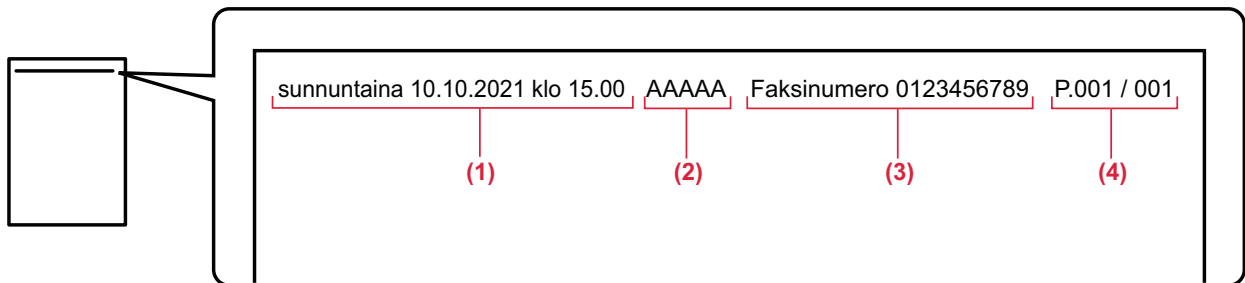 sunnuntaina 10.10.2021 klo 15.00 AAAAA Faksinumero 0123456789 P.001 / 001
(1) (2) (3) (4)